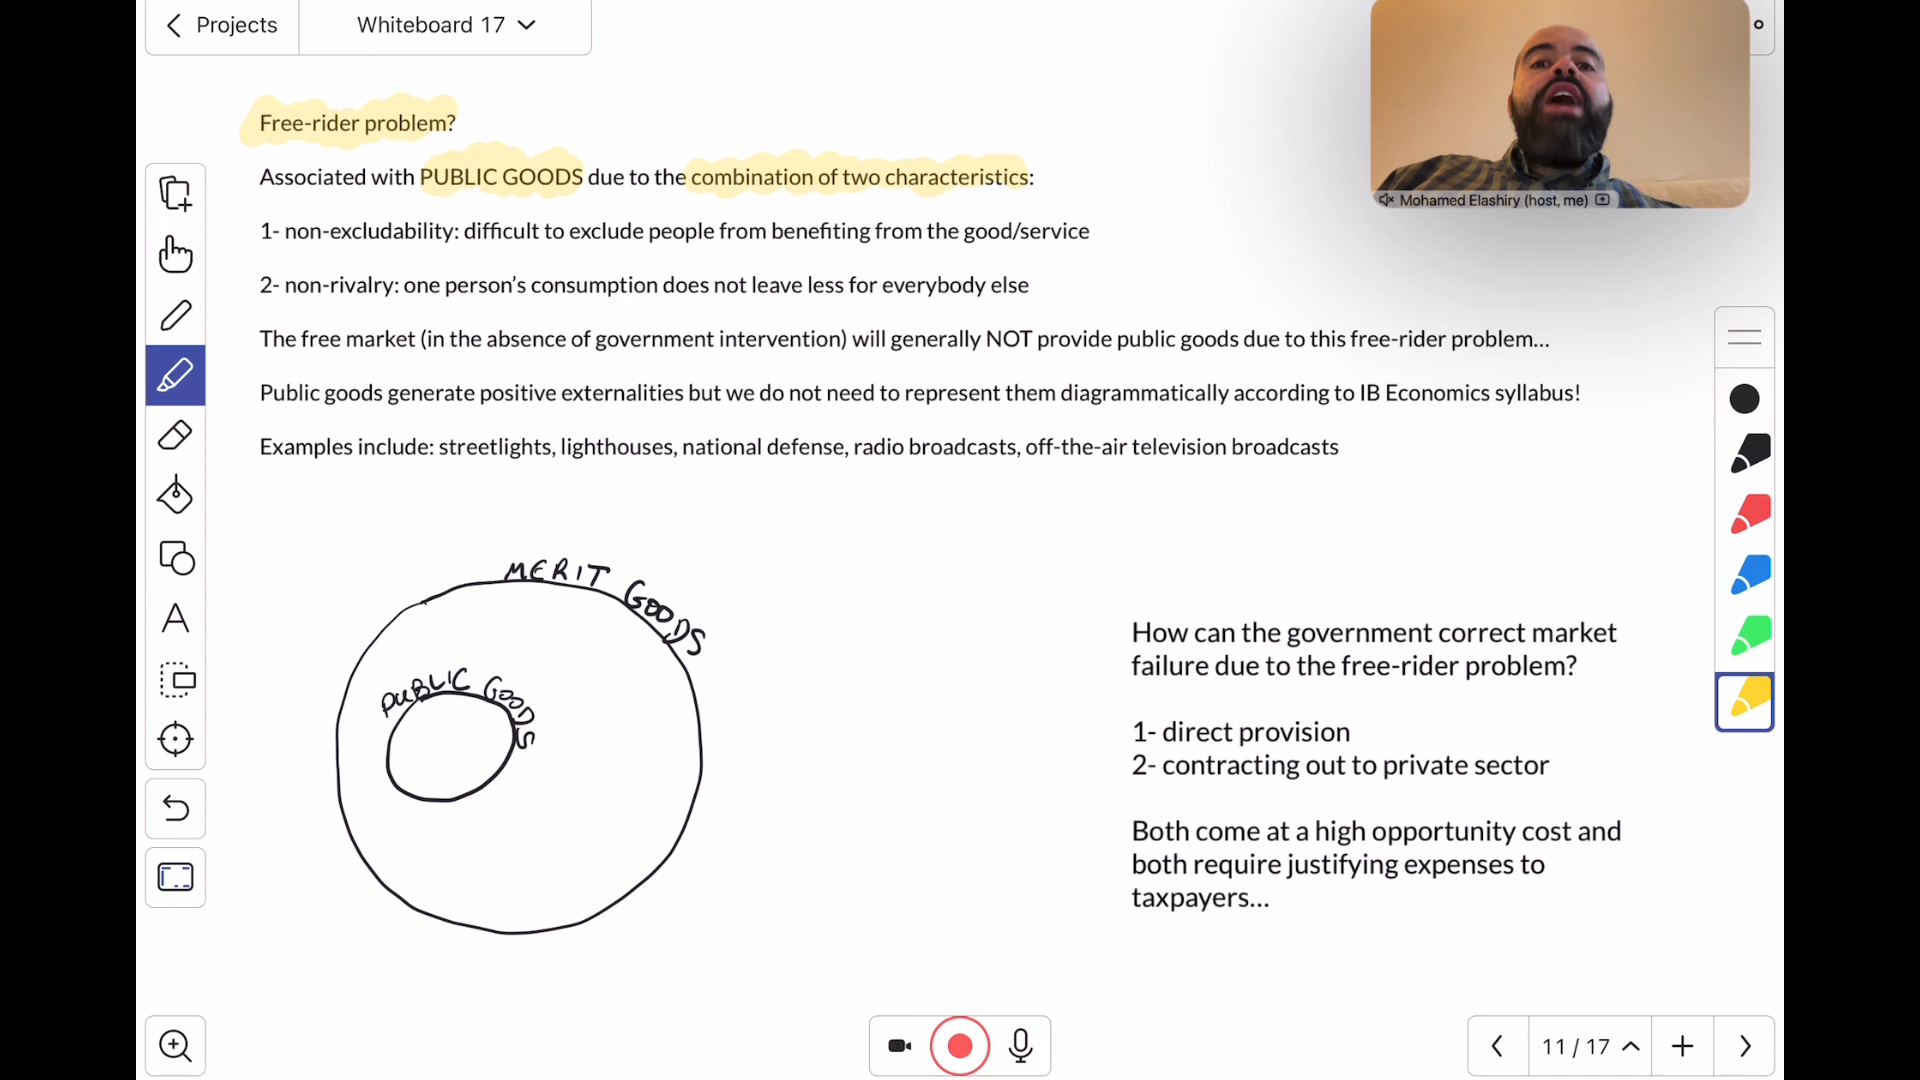 Projects
Whiteboard 17
Free-rider problem?
Associated with PUBLIC GOODS due to the combination of two characteristics:
1- non-excludability: difficult to exclude people from benefiting from the good/service
2- non-rivalry: one person’s consumption does not leave less for everybody else
The free market (in the absence of government intervention) will generally NOT provide public goods due to this free-rider problem...
Public goods generate positive externalities but we do not need to represent them diagrammatically according to IB Economics syllabus!
Examples include: streetlights, lighthouses, national defense, radio broadcasts, off-the-air television broadcasts
Mohamed Elashiry (host, me)
MERIT GOODS
PUBLIC GOODS
How can the government correct market
failure due to the free-rider problem?
1- direct provision
2- contracting out to private sector
Both come at a high opportunity cost and
both require justifying expenses to
taxpayers...
11 / 17